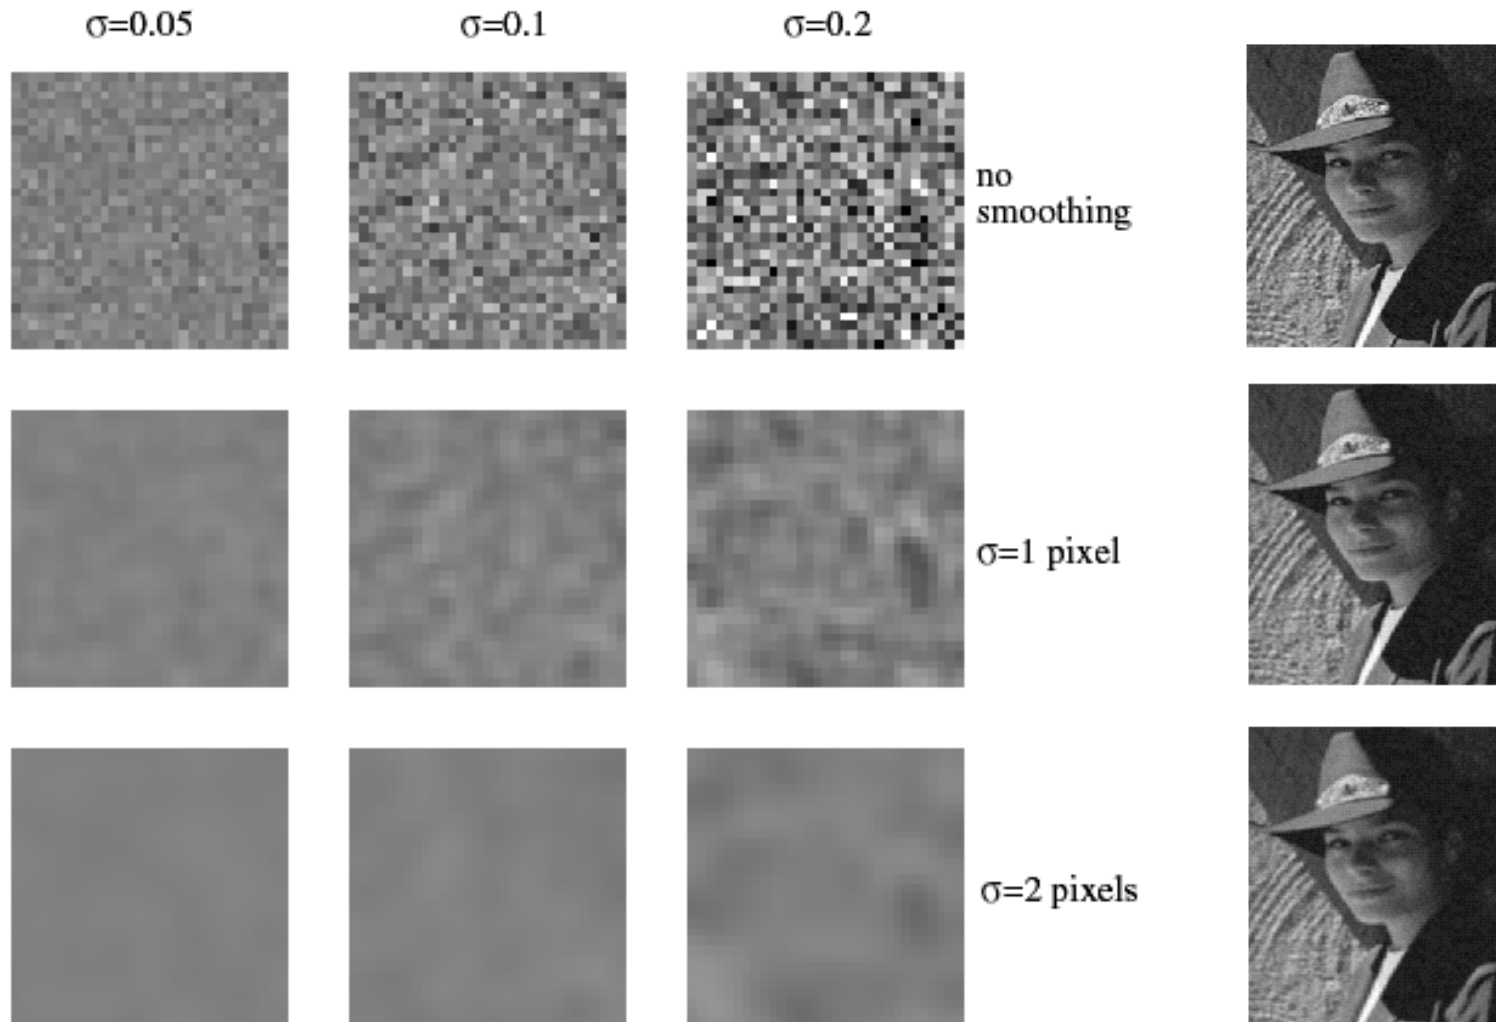 σ=0.05
σ=0.1
σ=0.2
no
smoothing
σ=1 pixel
σ=2 pixels